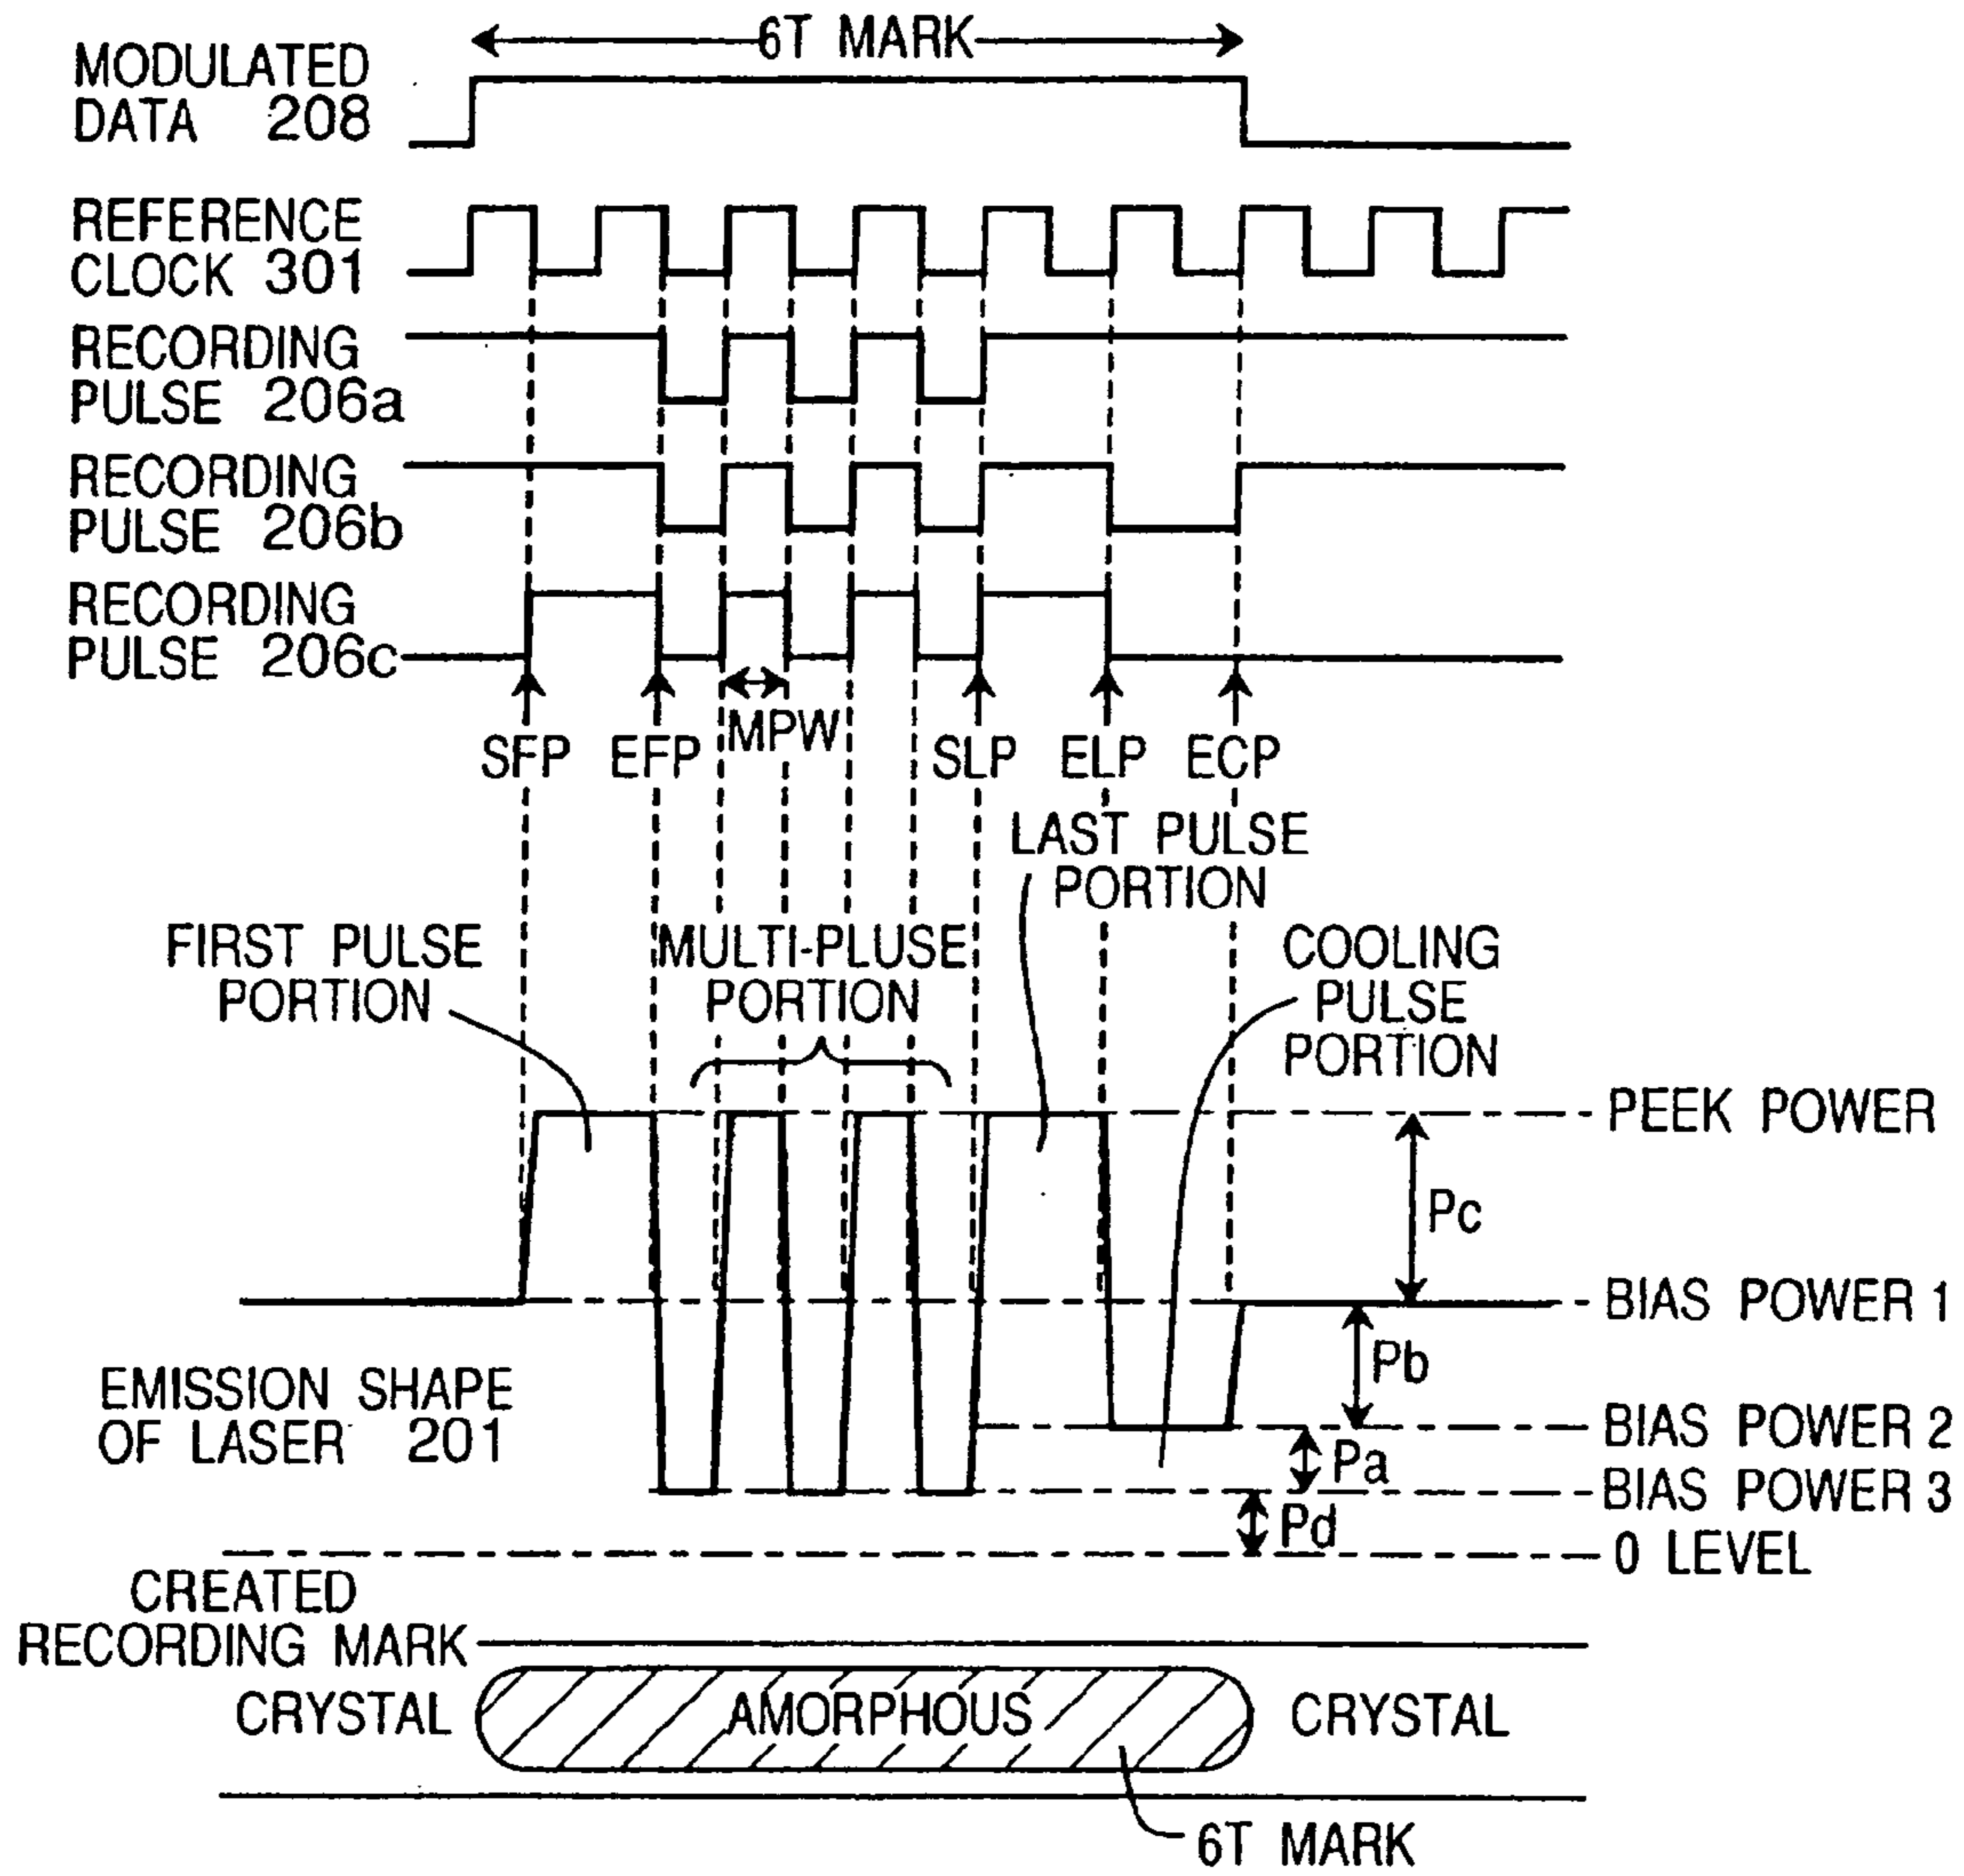 6T MARK
MODULATED
DATA 208
REFERENCE
CLOCK 301
RECORDING
PULSE 206a
RECORDING
PULSE 206b
RECORDING
PULSE 206c
MPW
SFP EFP SLP ELP ECP
LAST PULSE
PORTION
FIRST PULSE
PORTION
MULTI-PLUSE
PORTION
COOLING
PULSE
PORTION
PEEK POWER
Pc
BIAS POWER 1
Pb
EMISSION SHAPE
OF LASER 201
BIAS POWER 2
Pa
BIAS POWER 3
Pd
0 LEVEL
CREATED
RECORDING MARK
CRYSTAL AMORPHOUS CRYSTAL
6T MARK